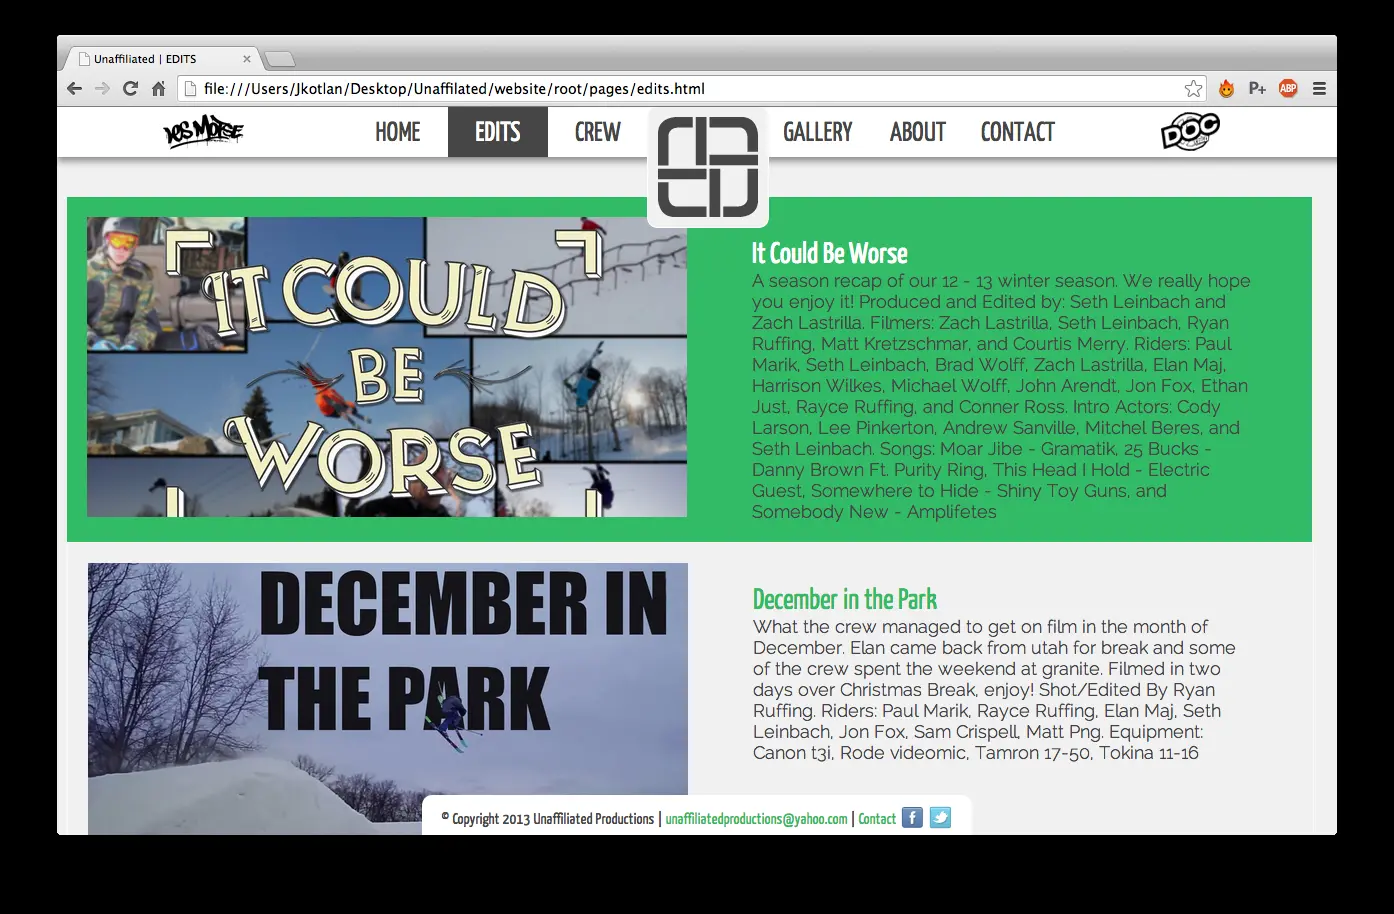 Unaffiliated | EDITS
file:///Users/Jkotlan/Desktop/Unaffilated/website/root/pages/edits.html
P+
ABP
HOME EDITS CREW GALLERY ABOUT CONTACT
DOC
IT COULD
BE
WORSE
It Could Be Worse
A season recap of our 12 - 13 winter season. We really hope
you enjoy it! Produced and Edited by: Seth Leinbach and
Zach Lastrilla. Filmers: Zach Lastrilla, Seth Leinbach, Ryan
Ruffing, Matt Kretzschmar, and Courtis Merry. Riders: Paul
Marik, Seth Leinbach, Brad Wolff, Zach Lastrilla, Elan Maj,
Harrison Wilkes, Michael Wolff, John Arendt, Jon Fox, Ethan
Just, Rayce Ruffing, and Conner Ross. Intro Actors: Cody
Larson, Lee Pinkerton, Andrew Sanville, Mitchel Beres, and
Seth Leinbach. Songs: Moar Jibe - Gramatik, 25 Bucks -
Danny Brown Ft. Purity Ring, This Head I Hold - Electric
Guest, Somewhere to Hide - Shiny Toy Guns, and
Somebody New - Amplifetes
DECEMBER IN
THE PARK
December in the Park
What the crew managed to get on film in the month of
December. Elan came back from utah for break and some
of the crew spent the weekend at granite. Filmed in two
days over Christmas Break, enjoy! Shot/Edited By Ryan
Ruffing. Riders: Paul Marik, Rayce Ruffing, Elan Maj, Seth
Leinbach, Jon Fox, Sam Crispell, Matt Png. Equipment:
Canon t3i, Rode videomic, Tamron 17-50, Tokina 11-16
© Copyright 2013 Unaffiliated Productions | unaffiliatedproductions@yahoo.com | Contact